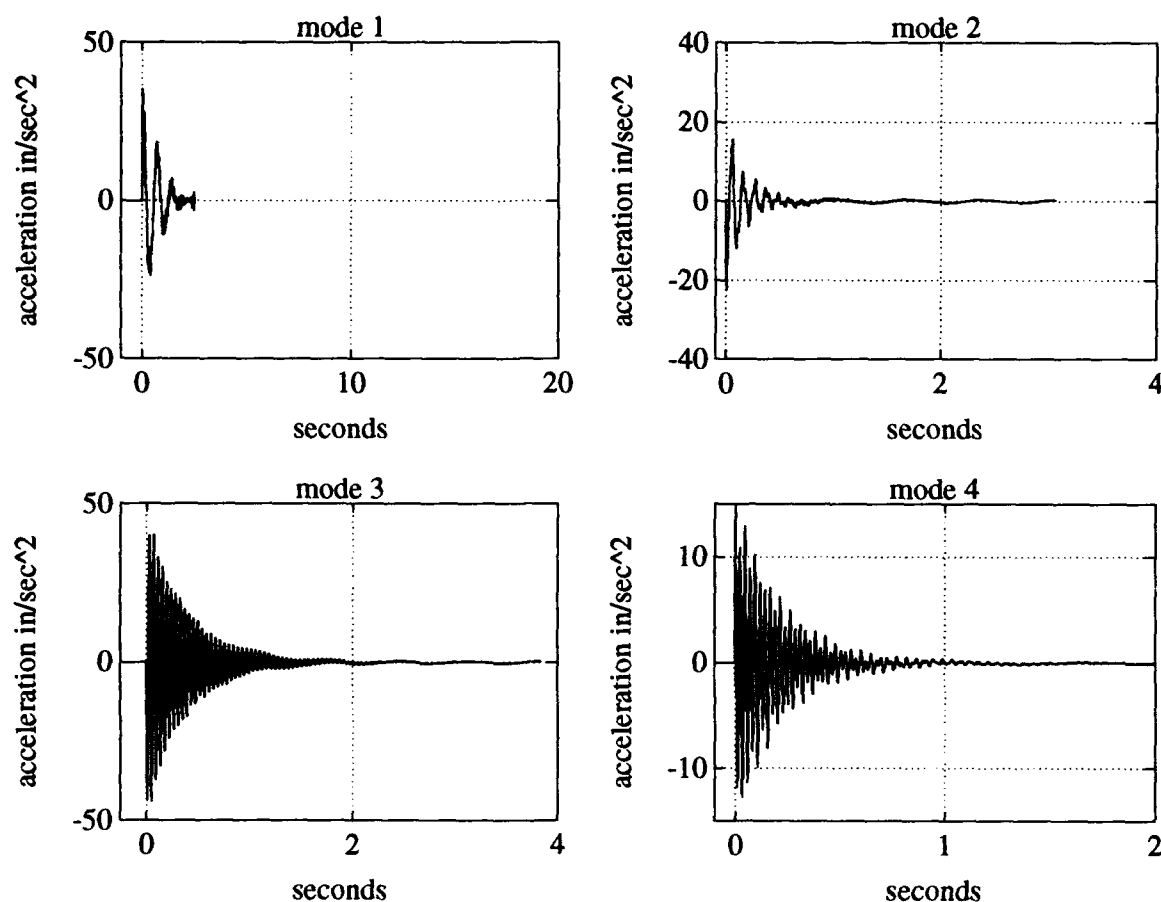 mode 1
50
0
-50
acceleration in/sec^2
0 10 20
seconds
mode 2
40
20
0
-20
-40
acceleration in/sec^2
0 2 4
seconds
mode 3
50
0
-50
acceleration in/sec^2
0 2 4
seconds
mode 4
10
0
-10
acceleration in/sec^2
0 1 2
seconds